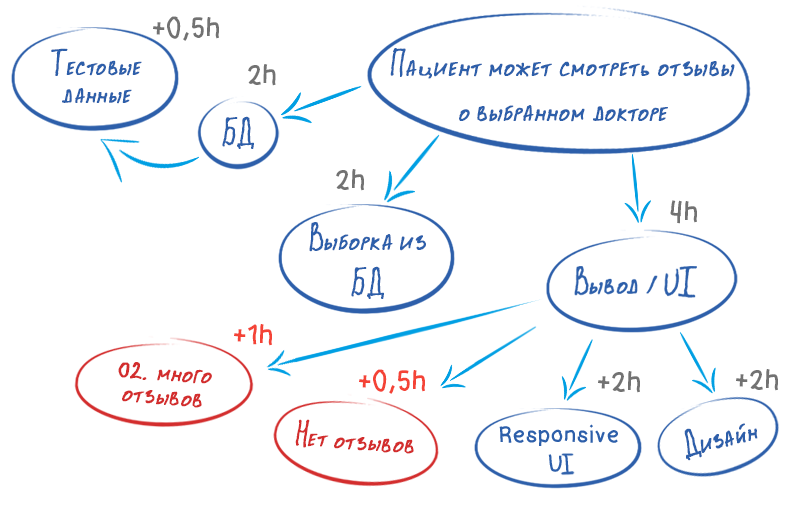 +0,5h
Тестовые
данные
2h
БД
Пациент может смотреть отзывы
о выбранном докторе
2h
Выборка из
БД
4h
Вывод / UI
+1h
02. много
отзывов
+0,5h
Нет отзывов
+2h
Responsive
UI
+2h
Дизайн